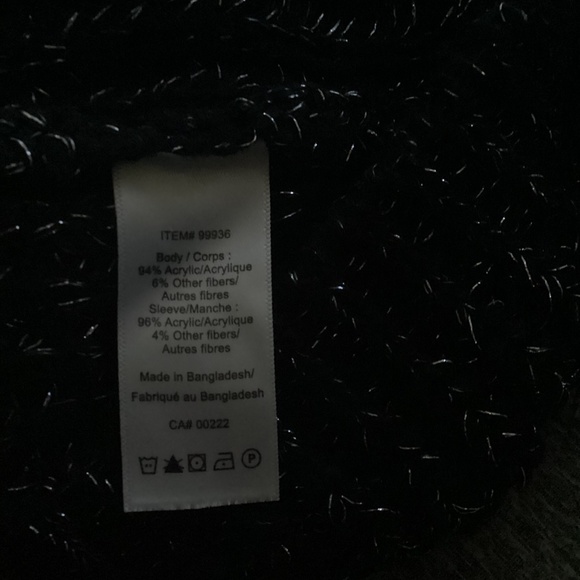 ITEM# 99936
Body / Corps :
94% Acrylic/Acrylique
6% Other fibers/
Autres fibres
Sleeve/Manche :
96% Acrylic/Acrylique
4% Other fibers/
Autres fibres
Made in Bangladesh/
Fabriqué au Bangladesh
CA# 00222
P